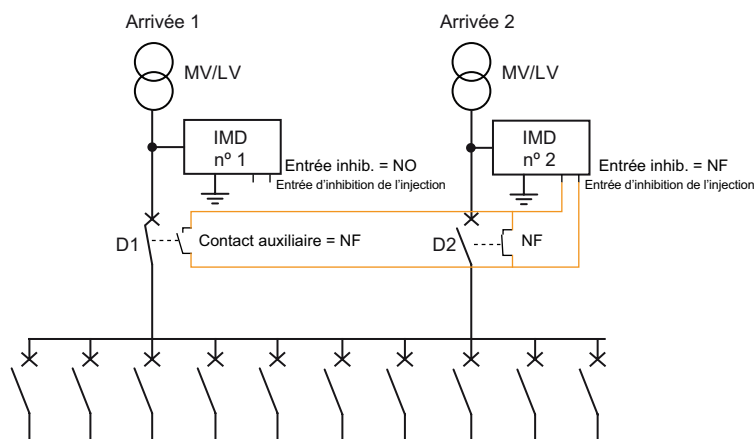 Arrivée 1
Arrivée 2
MV/LV
MV/LV
IMD
nº 1
IMD
nº 2
Entrée inhib. = NO
Entrée d'inhibition de l'injection
Entrée inhib. = NF
Entrée d'inhibition de l'injection
D1
Contact auxiliaire = NF
D2
NF